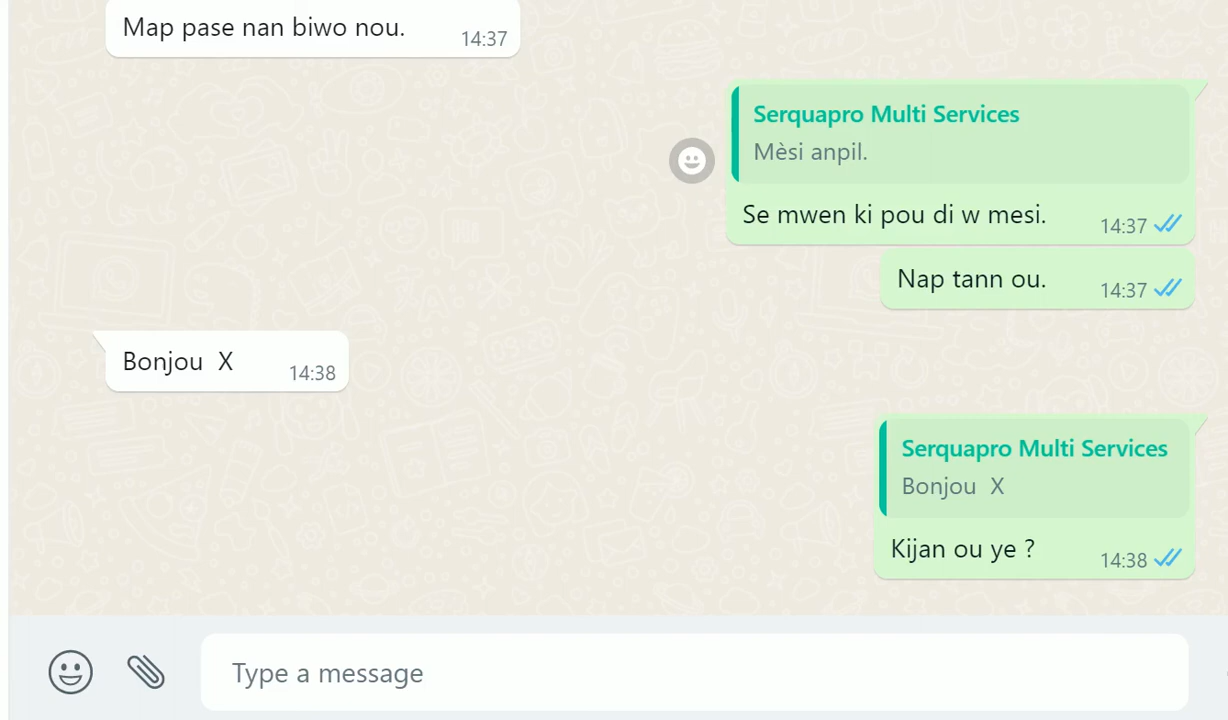 Map pase nan biwo nou.
14:37
Serquapro Multi Services
Mèsi anpil.
Se mwen ki pou di w mesi.
14:37
Nap tann ou.
14:37
Bonjou  X
14:38
Serquapro Multi Services
Bonjou  X
Kijan ou ye ?
14:38
Type a message